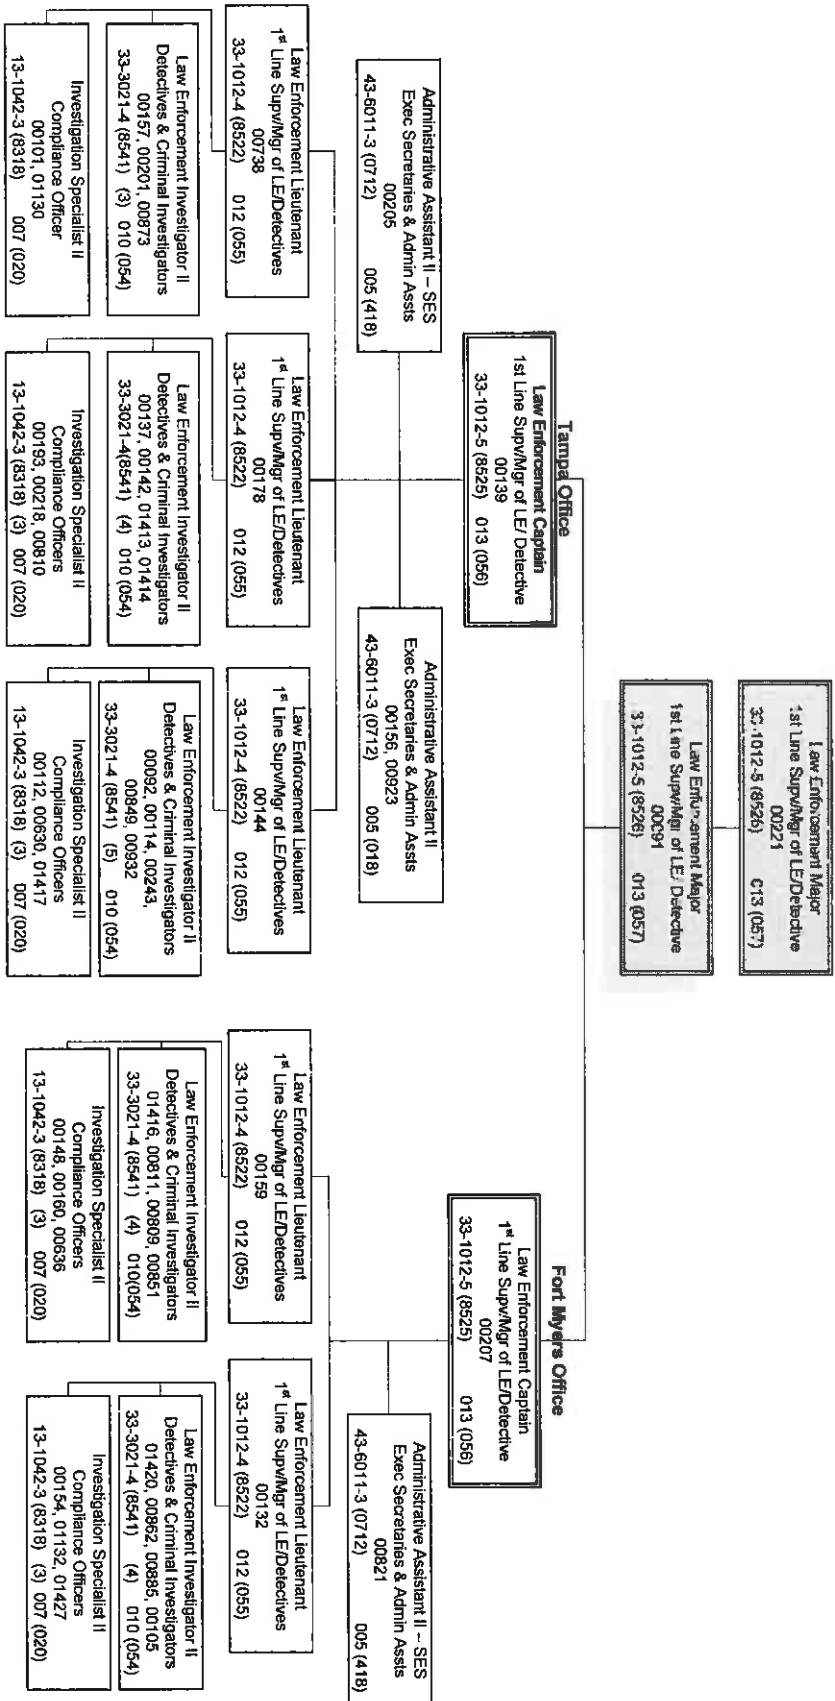 Law Enforcement Major
1st Line Supv/Mgr of LE/Detective
00221
33-1012-5 (8526) 013 (057)
Law Enforcement Major
1st Line Supv/Mgr of LE/ Detective
00091
33-1012-5 (8526) 013 (057)
Tampa Office
Law Enforcement Captain
1st Line Supv/Mgr of LE/ Detective
00139
33-1012-5 (8525) 013 (056)
Fort Myers Office
Law Enforcement Captain
1st Line Supv/Mgr of LE/Detective
00207
33-1012-5 (8525) 013 (056)
Administrative Assistant II – SES
Exec Secretaries & Admin Assts
00205
43-6011-3 (0712) 005 (418)
Administrative Assistant II
Exec Secretaries & Admin Assts
00156, 00923
43-6011-3 (0712) 005 (018)
Administrative Assistant II – SES
Exec Secretaries & Admin Assts
00821
43-6011-3 (0712) 005 (418)
Law Enforcement Lieutenant
1st Line Supv/Mgr of LE/Detectives
00738
33-1012-4 (8522) 012 (055)
Law Enforcement Lieutenant
1st Line Supv/Mgr of LE/Detectives
00178
33-1012-4 (8522) 012 (055)
Law Enforcement Lieutenant
1st Line Supv/Mgr of LE/Detectives
00144
33-1012-4 (8522) 012 (055)
Law Enforcement Lieutenant
1st Line Supv/Mgr of LE/Detectives
00159
33-1012-4 (8522) 012 (055)
Law Enforcement Lieutenant
1st Line Supv/Mgr of LE/Detectives
00132
33-1012-4 (8522) 012 (055)
Law Enforcement Investigator II
Detectives & Criminal Investigators
00157, 00201, 00873
33-3021-4 (8541) (3) 010 (054)
Law Enforcement Investigator II
Detectives & Criminal Investigators
00137, 00142, 01413, 01414
33-3021-4(8541) (4) 010 (054)
Law Enforcement Investigator II
Detectives & Criminal Investigators
00092, 00114, 00243,
00849, 00932
33-3021-4 (8541) (5) 010 (054)
Law Enforcement Investigator II
Detectives & Criminal Investigators
01416, 00811, 00809, 00851
33-3021-4 (8541) (4) 010(054)
Law Enforcement Investigator II
Detectives & Criminal Investigators
01420, 00862, 00885, 00105
33-3021-4 (8541) (4) 010 (054)
Investigation Specialist II
Compliance Officer
00101, 01130
13-1042-3 (8318) 007 (020)
Investigation Specialist II
Compliance Officers
00193, 00218, 00810
13-1042-3 (8318) (3) 007 (020)
Investigation Specialist II
Compliance Officers
00112, 00630, 01417
13-1042-3 (8318) (3) 007 (020)
Investigation Specialist II
Compliance Officers
00148, 00160, 00636
13-1042-3 (8318) (3) 007 (020)
Investigation Specialist II
Compliance Officers
00154, 01132, 01427
13-1042-3 (8318) (3) 007 (020)